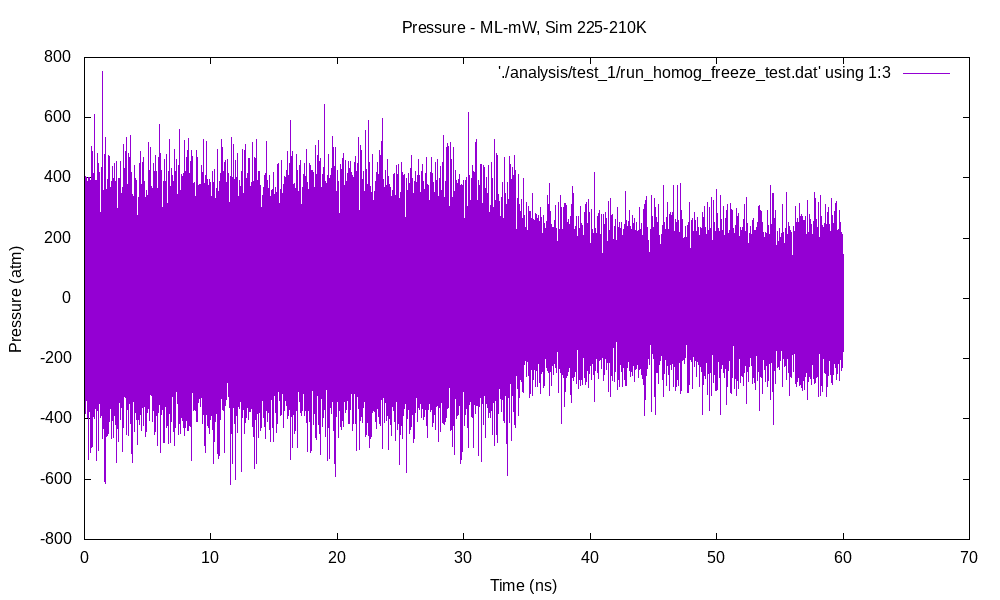 Pressure - ML-mW, Sim 225-210K
'./analysis/test_1/run_homog_freeze_test.dat' using 1:3
800
600
400
200
0
-200
-400
-600
-800
Pressure (atm)
0 10 20 30 40 50 60 70
Time (ns)